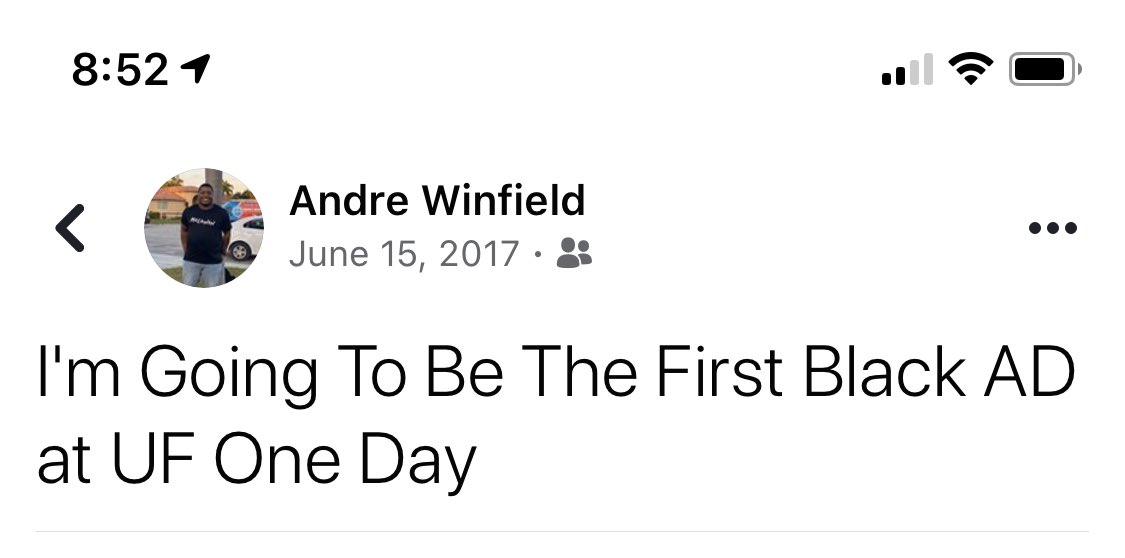 8:52
Andre Winfield
June 15, 2017 ·
I'm Going To Be The First Black AD
at UF One Day